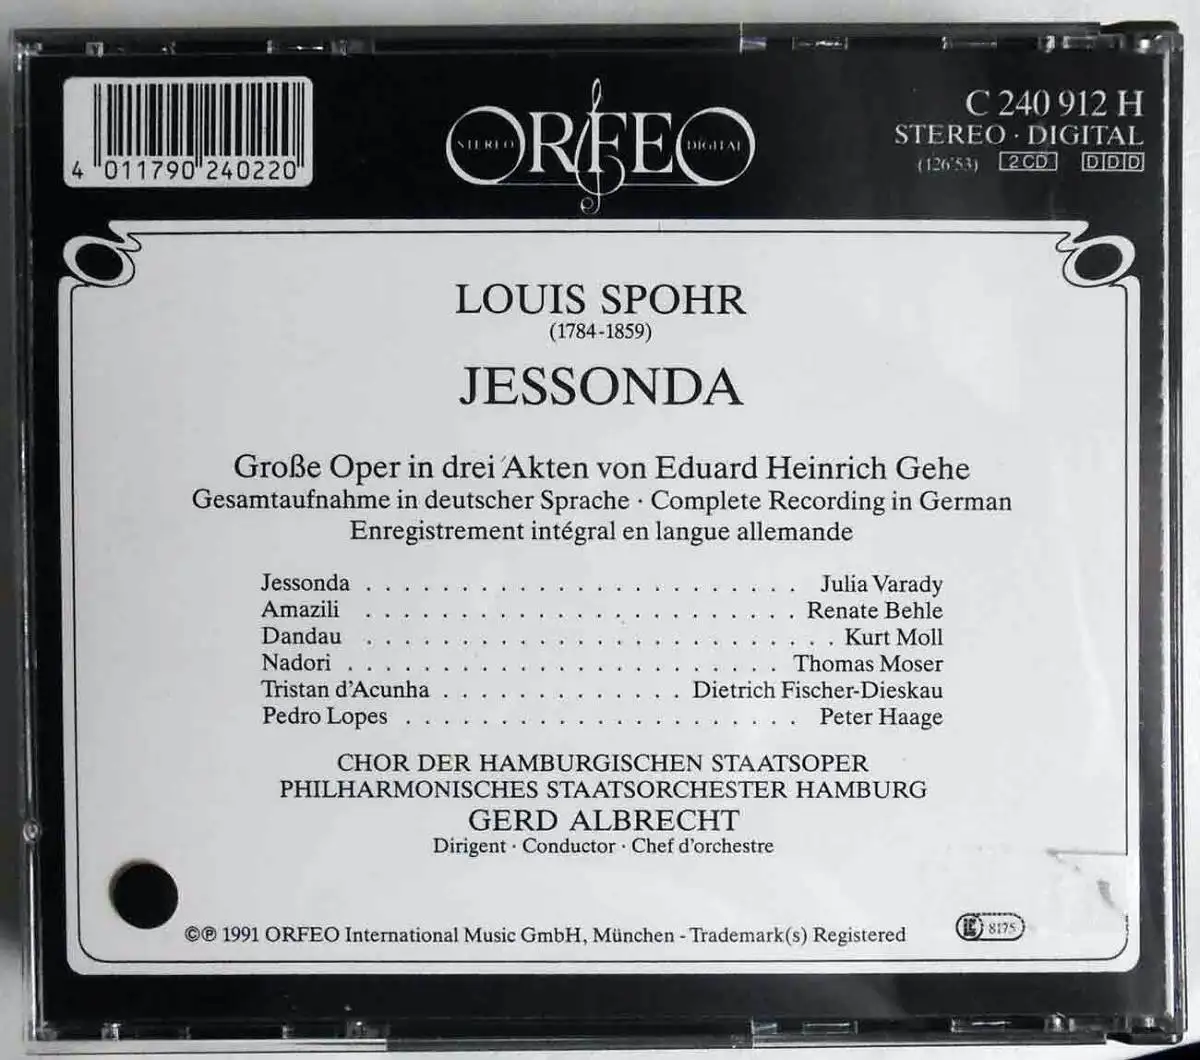 4 011790 240220
STEREO ORFEO DIGITAL
C 240 912 H
STEREO · DIGITAL
(126'53) 2 CD DDD
LOUIS SPOHR
(1784-1859)
JESSONDA
Große Oper in drei Akten von Eduard Heinrich Gehe
Gesamtaufnahme in deutscher Sprache · Complete Recording in German
Enregistrement intégral en langue allemande
Jessonda . . . . . . . . . . . . . . . . . . . . . . . . Julia Varady
Amazili . . . . . . . . . . . . . . . . . . . . . . . . Renate Behle
Dandau . . . . . . . . . . . . . . . . . . . . . . . . . . Kurt Moll
Nadori . . . . . . . . . . . . . . . . . . . . . . . Thomas Moser
Tristan d'Acunha . . . . . . . . . . . . . Dietrich Fischer-Dieskau
Pedro Lopes . . . . . . . . . . . . . . . . . . . . . Peter Haage
CHOR DER HAMBURGISCHEN STAATSOPER
PHILHARMONISCHES STAATSORCHESTER HAMBURG
GERD ALBRECHT
Dirigent · Conductor · Chef d'orchestre
©℗ 1991 ORFEO International Music GmbH, München - Trademark(s) Registered
LC 8175